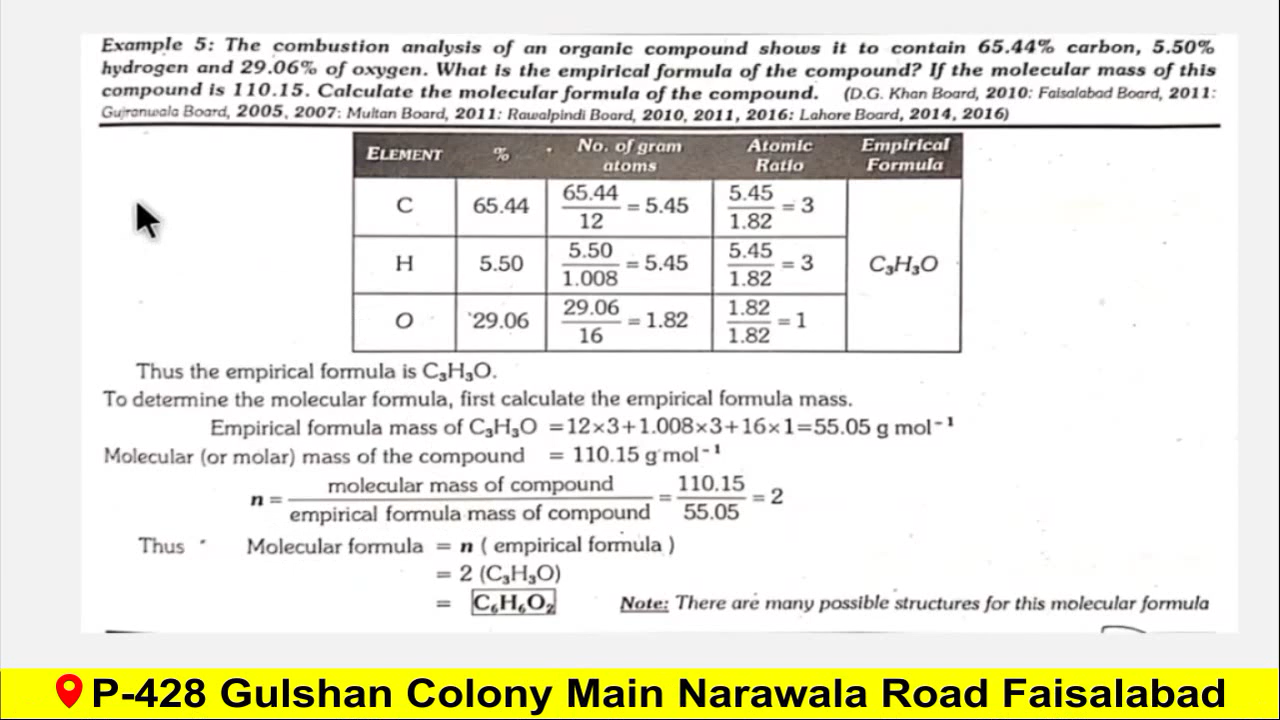 Example 5: The combustion analysis of an organic compound shows it to contain 65.44% carbon, 5.50%
hydrogen and 29.06% of oxygen. What is the empirical formula of the compound? If the molecular mass of this
compound is 110.15. Calculate the molecular formula of the compound. (D.G. Khan Board, 2010: Faisalabad Board, 2011:
Gujranwala Board, 2005, 2007: Multan Board, 2011: Rawalpindi Board, 2010, 2011, 2016: Lahore Board, 2014, 2016)
ELEMENT % No. of gram atoms Atomic Ratio Empirical Formula
C 65.44 65.44/12 = 5.45 5.45/1.82 = 3
H 5.50 5.50/1.008 = 5.45 5.45/1.82 = 3 C₃H₃O
O 29.06 29.06/16 = 1.82 1.82/1.82 = 1
Thus the empirical formula is C₃H₃O.
To determine the molecular formula, first calculate the empirical formula mass.
Empirical formula mass of C₃H₃O =12×3+1.008×3+16×1=55.05 g mol⁻¹
Molecular (or molar) mass of the compound = 110.15 g mol⁻¹
n = molecular mass of compound / empirical formula mass of compound = 110.15/55.05 = 2
Thus Molecular formula = n ( empirical formula )
= 2 (C₃H₃O)
= C₆H₆O₂ Note: There are many possible structures for this molecular formula
P-428 Gulshan Colony Main Narawala Road Faisalabad